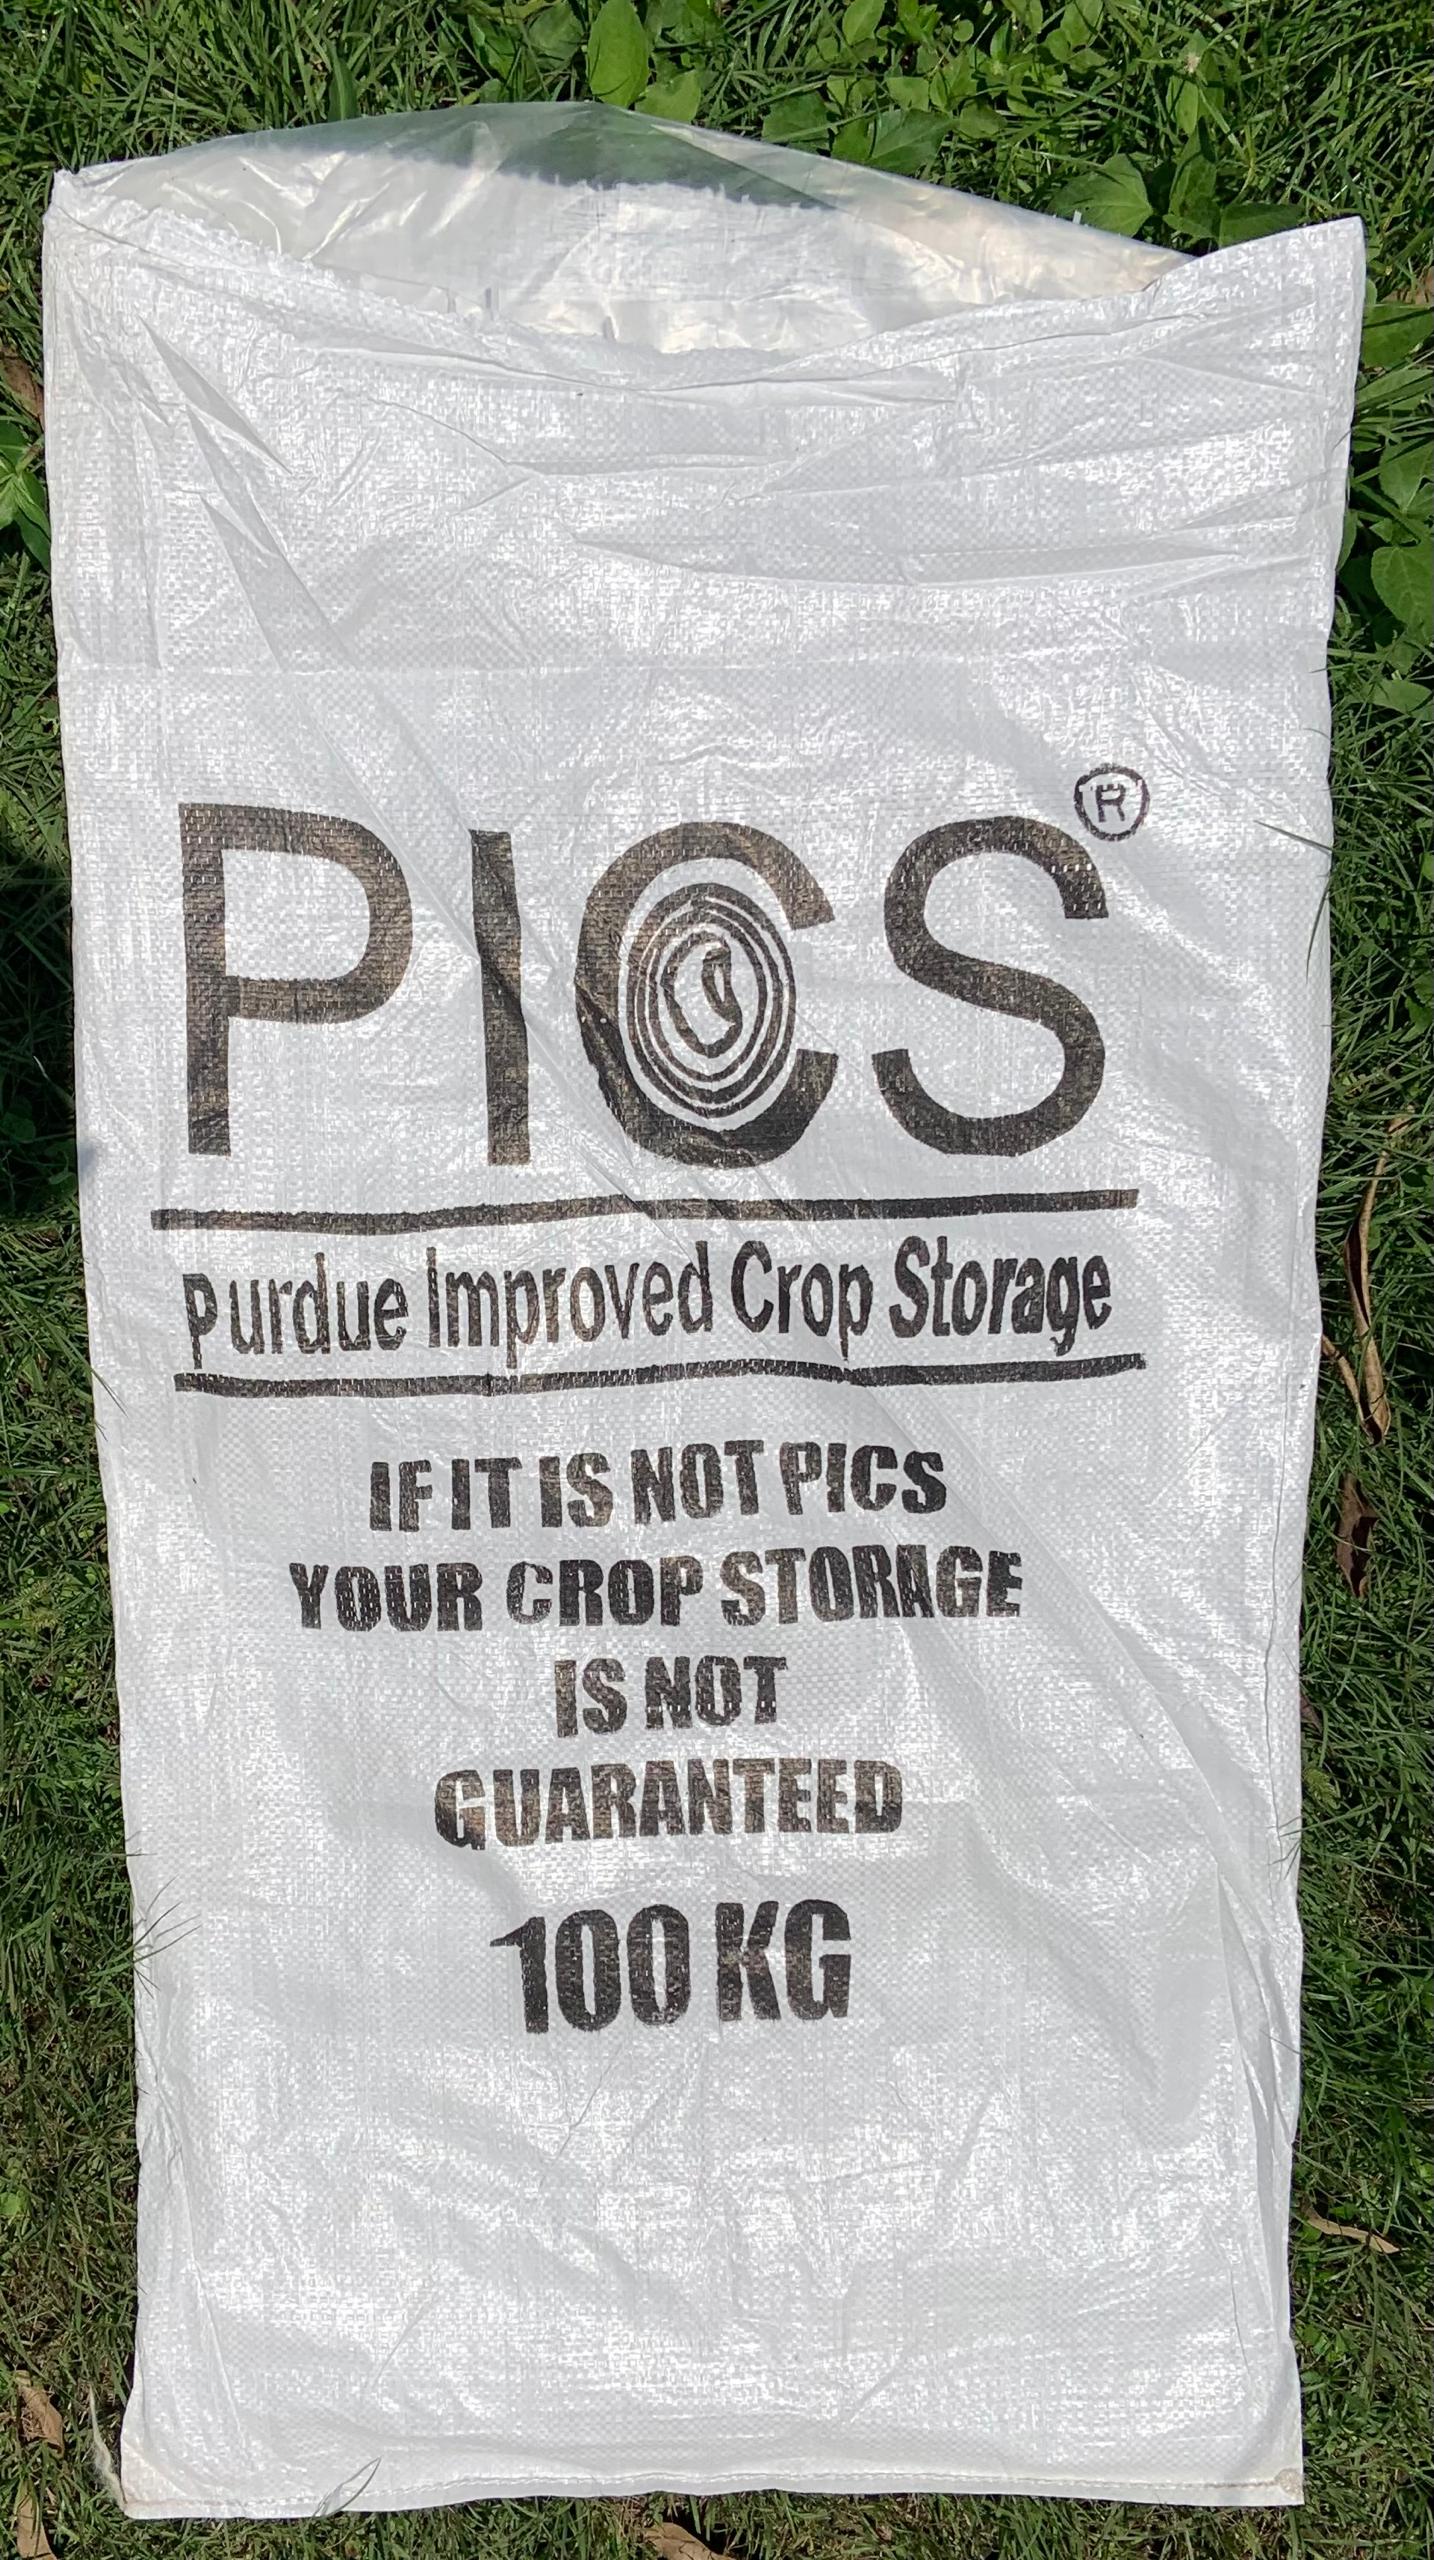 PICS®
Purdue Improved Crop Storage
IF IT IS NOT PICS
YOUR CROP STORAGE
IS NOT
GUARANTEED
100 KG